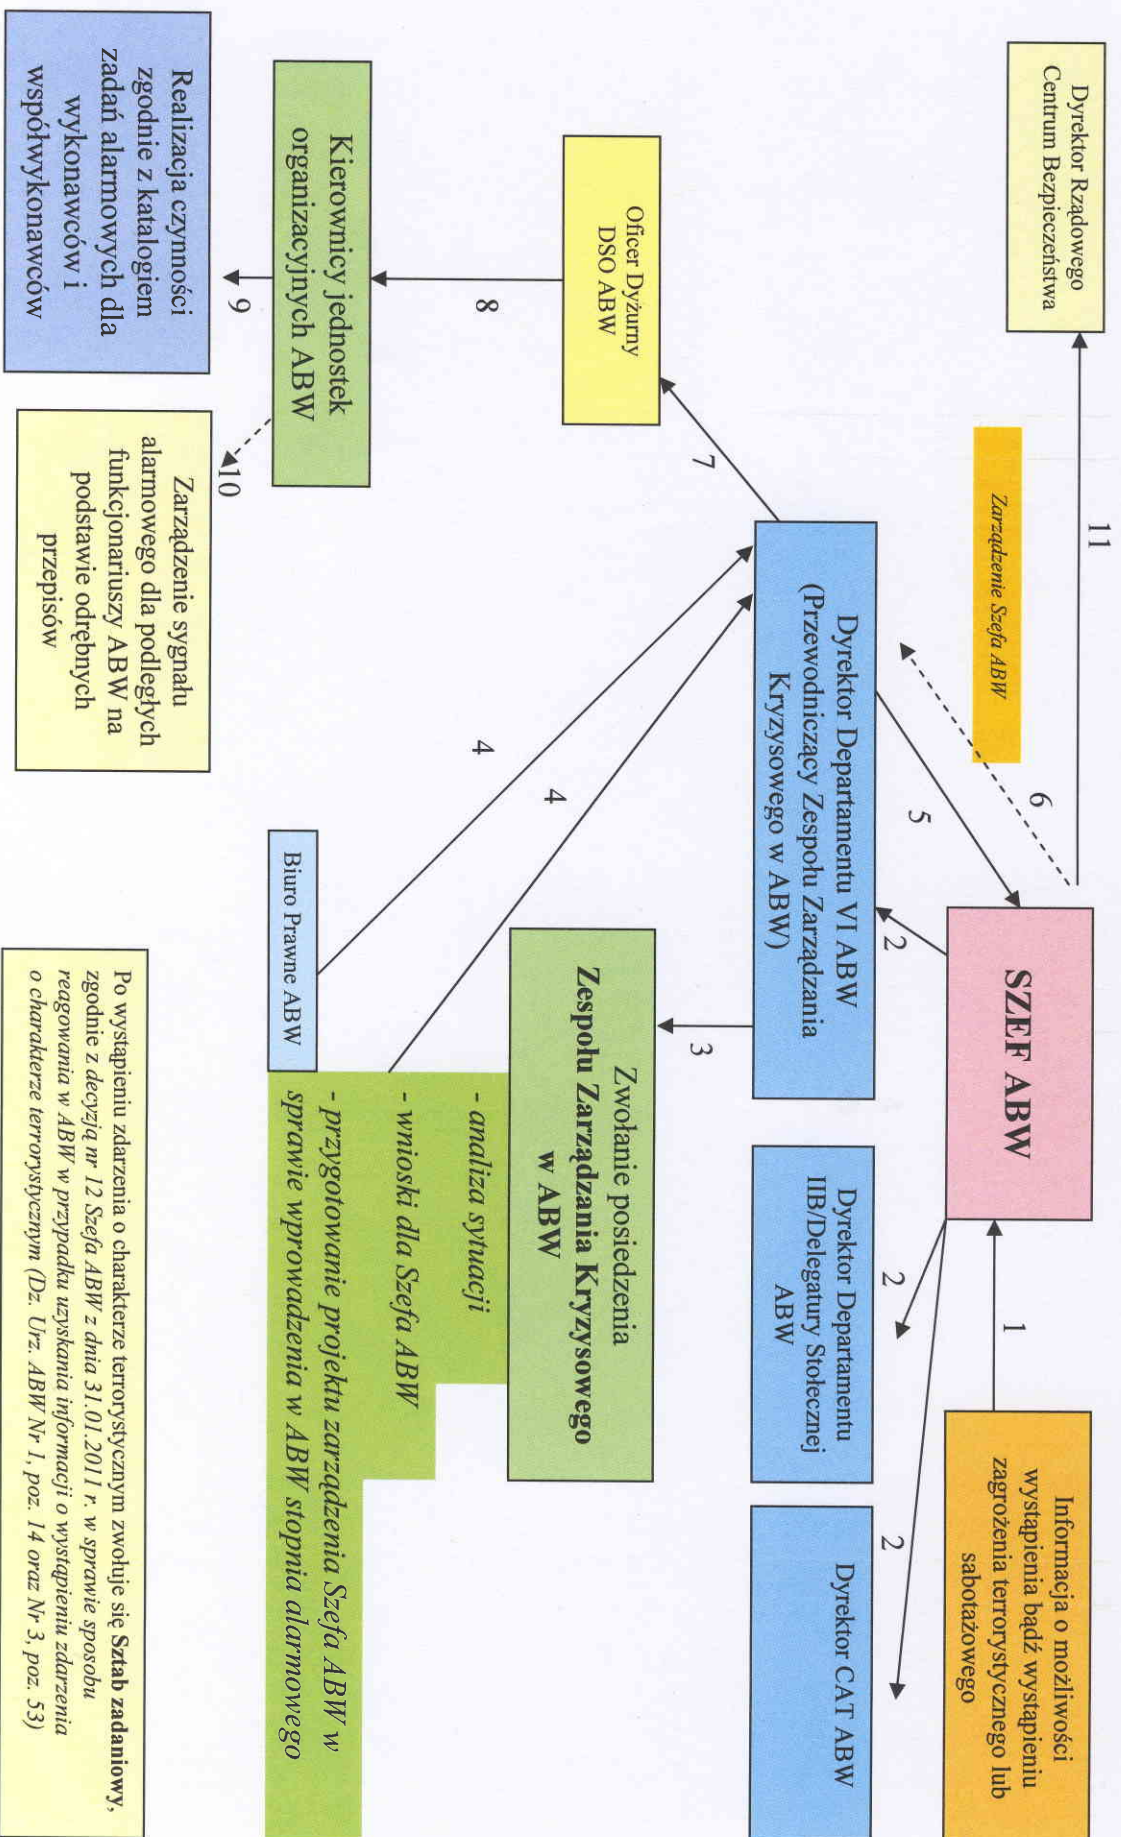 Dyrektor Rządowego
Centrum Bezpieczeństwa
11
Zarządzenie Szefa ABW
6
SZEF ABW
1
Informacja o możliwości
wystąpienia bądź wystąpieniu
zagrożenia terrorystycznego lub
sabotażowego
5
2
2
2
Dyrektor Departamentu VI ABW
(Przewodniczący Zespołu Zarządzania
Kryzysowego w ABW)
Dyrektor Departamentu
IIB/Delegatury Stołecznej
ABW
Dyrektor CAT ABW
7
3
Oficer Dyżurny
DSO ABW
Zwołanie posiedzenia
Zespołu Zarządzania Kryzysowego
w ABW
4
4
8
- analiza sytuacji
- wnioski dla Szefa ABW
- przygotowanie projektu zarządzenia Szefa ABW w
sprawie wprowadzenia w ABW stopnia alarmowego
Biuro Prawne ABW
Kierownicy jednostek
organizacyjnych ABW
9
10
Realizacja czynności
zgodnie z katalogiem
zadań alarmowych dla
wykonawców i
współwykonawców
Zarządzenie sygnału
alarmowego dla podległych
funkcjonariuszy ABW na
podstawie odrębnych
przepisów
Po wystąpieniu zdarzenia o charakterze terrorystycznym zwołuje się Sztab zadaniowy,
zgodnie z decyzją nr 12 Szefa ABW z dnia 31.01.2011 r. w sprawie sposobu
reagowania w ABW w przypadku uzyskania informacji o wystąpieniu zdarzenia
o charakterze terrorystycznym (Dz. Urz. ABW Nr 1, poz. 14 oraz Nr 3, poz. 53)